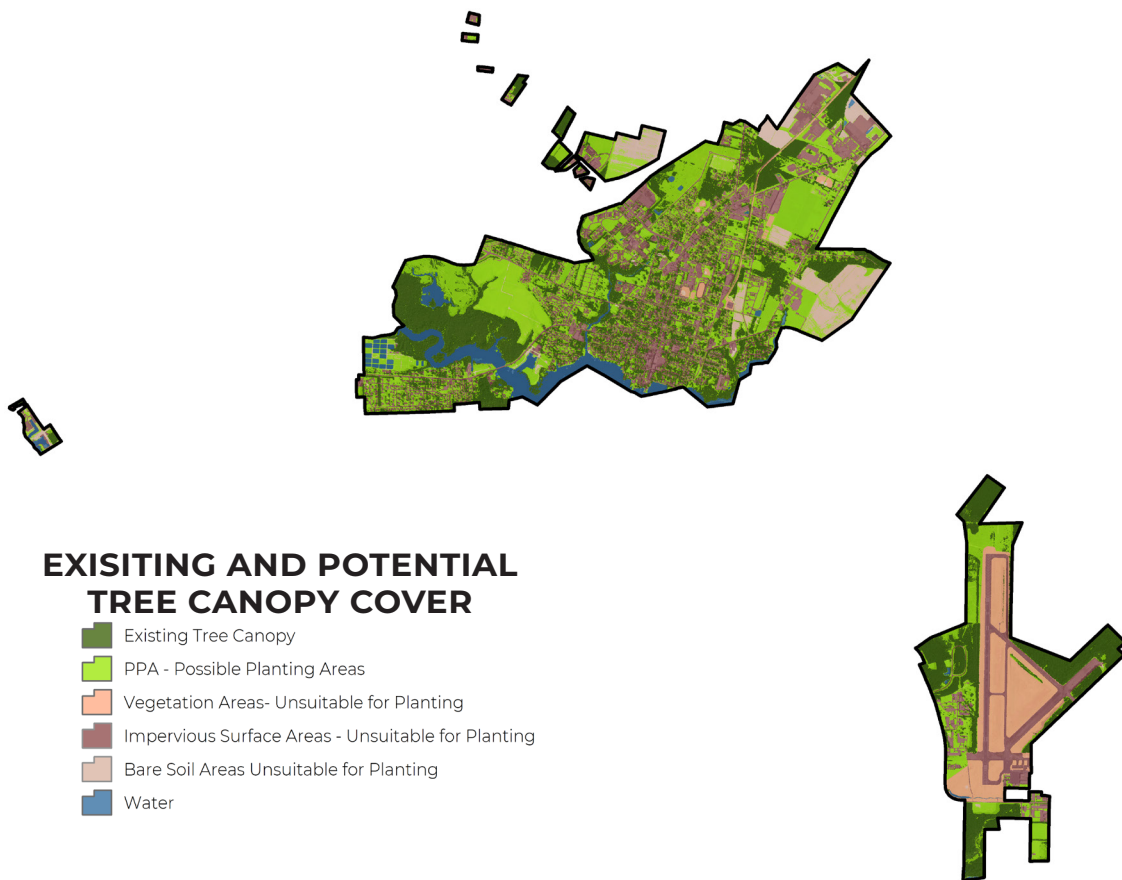 EXISITING AND POTENTIAL
TREE CANOPY COVER
Existing Tree Canopy
PPA - Possible Planting Areas
Vegetation Areas- Unsuitable for Planting
Impervious Surface Areas - Unsuitable for Planting
Bare Soil Areas Unsuitable for Planting
Water